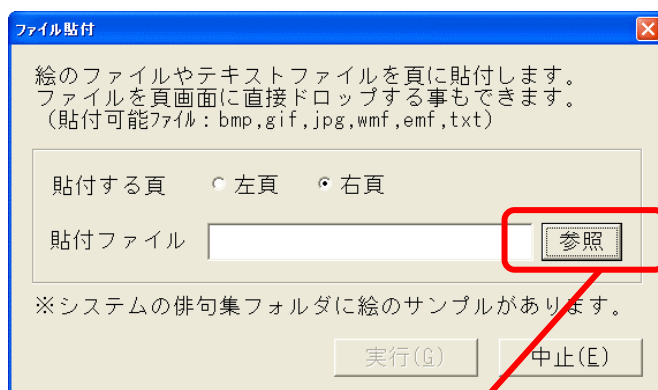 ファイル貼付
絵のファイルやテキストファイルを頁に貼付します。
ファイルを頁画面に直接ドロップする事もできます。
（貼付可能ﾌｧｲﾙ：bmp,gif,jpg,wmf,emf,txt）
貼付する頁 左頁 右頁
貼付ファイル 参照
※システムの俳句集フォルダに絵のサンプルがあります。
実行(G) 中止(E)